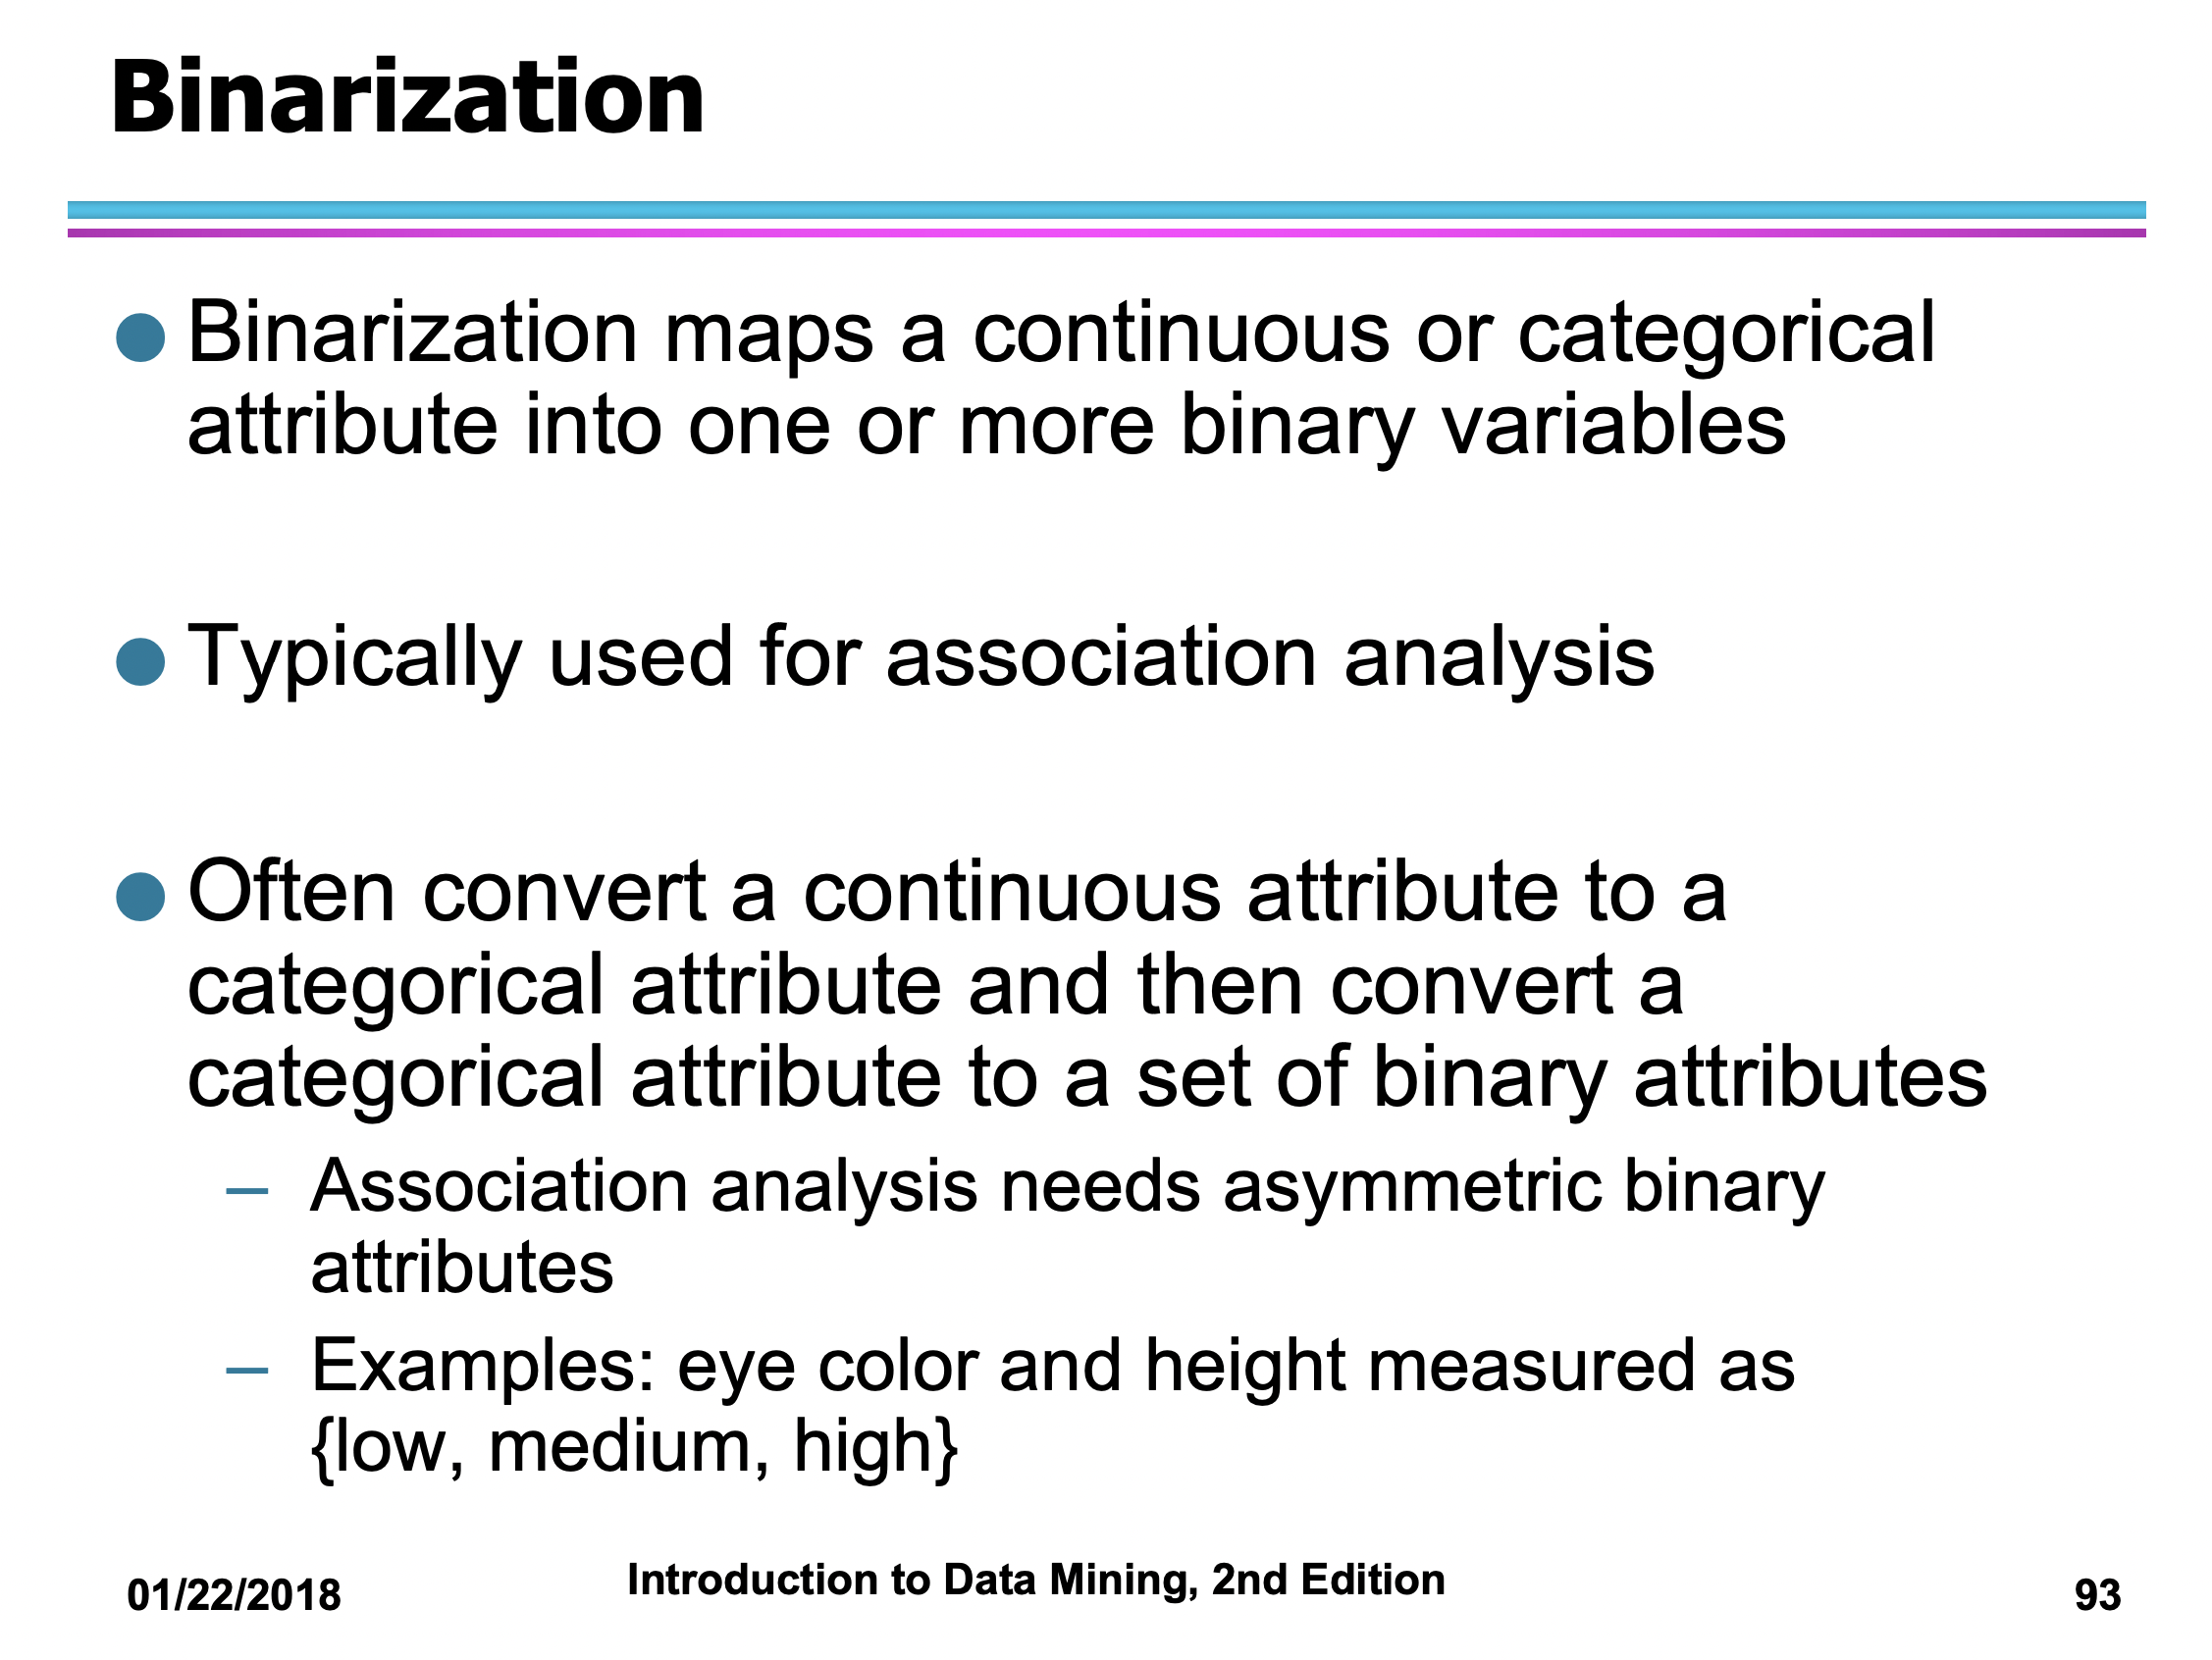 Binarization
● Binarization maps a continuous or categorical
attribute into one or more binary variables
● Typically used for association analysis
● Often convert a continuous attribute to a
categorical attribute and then convert a
categorical attribute to a set of binary attributes
– Association analysis needs asymmetric binary
attributes
– Examples: eye color and height measured as
{low, medium, high}
01/22/2018
Introduction to Data Mining, 2nd Edition
93